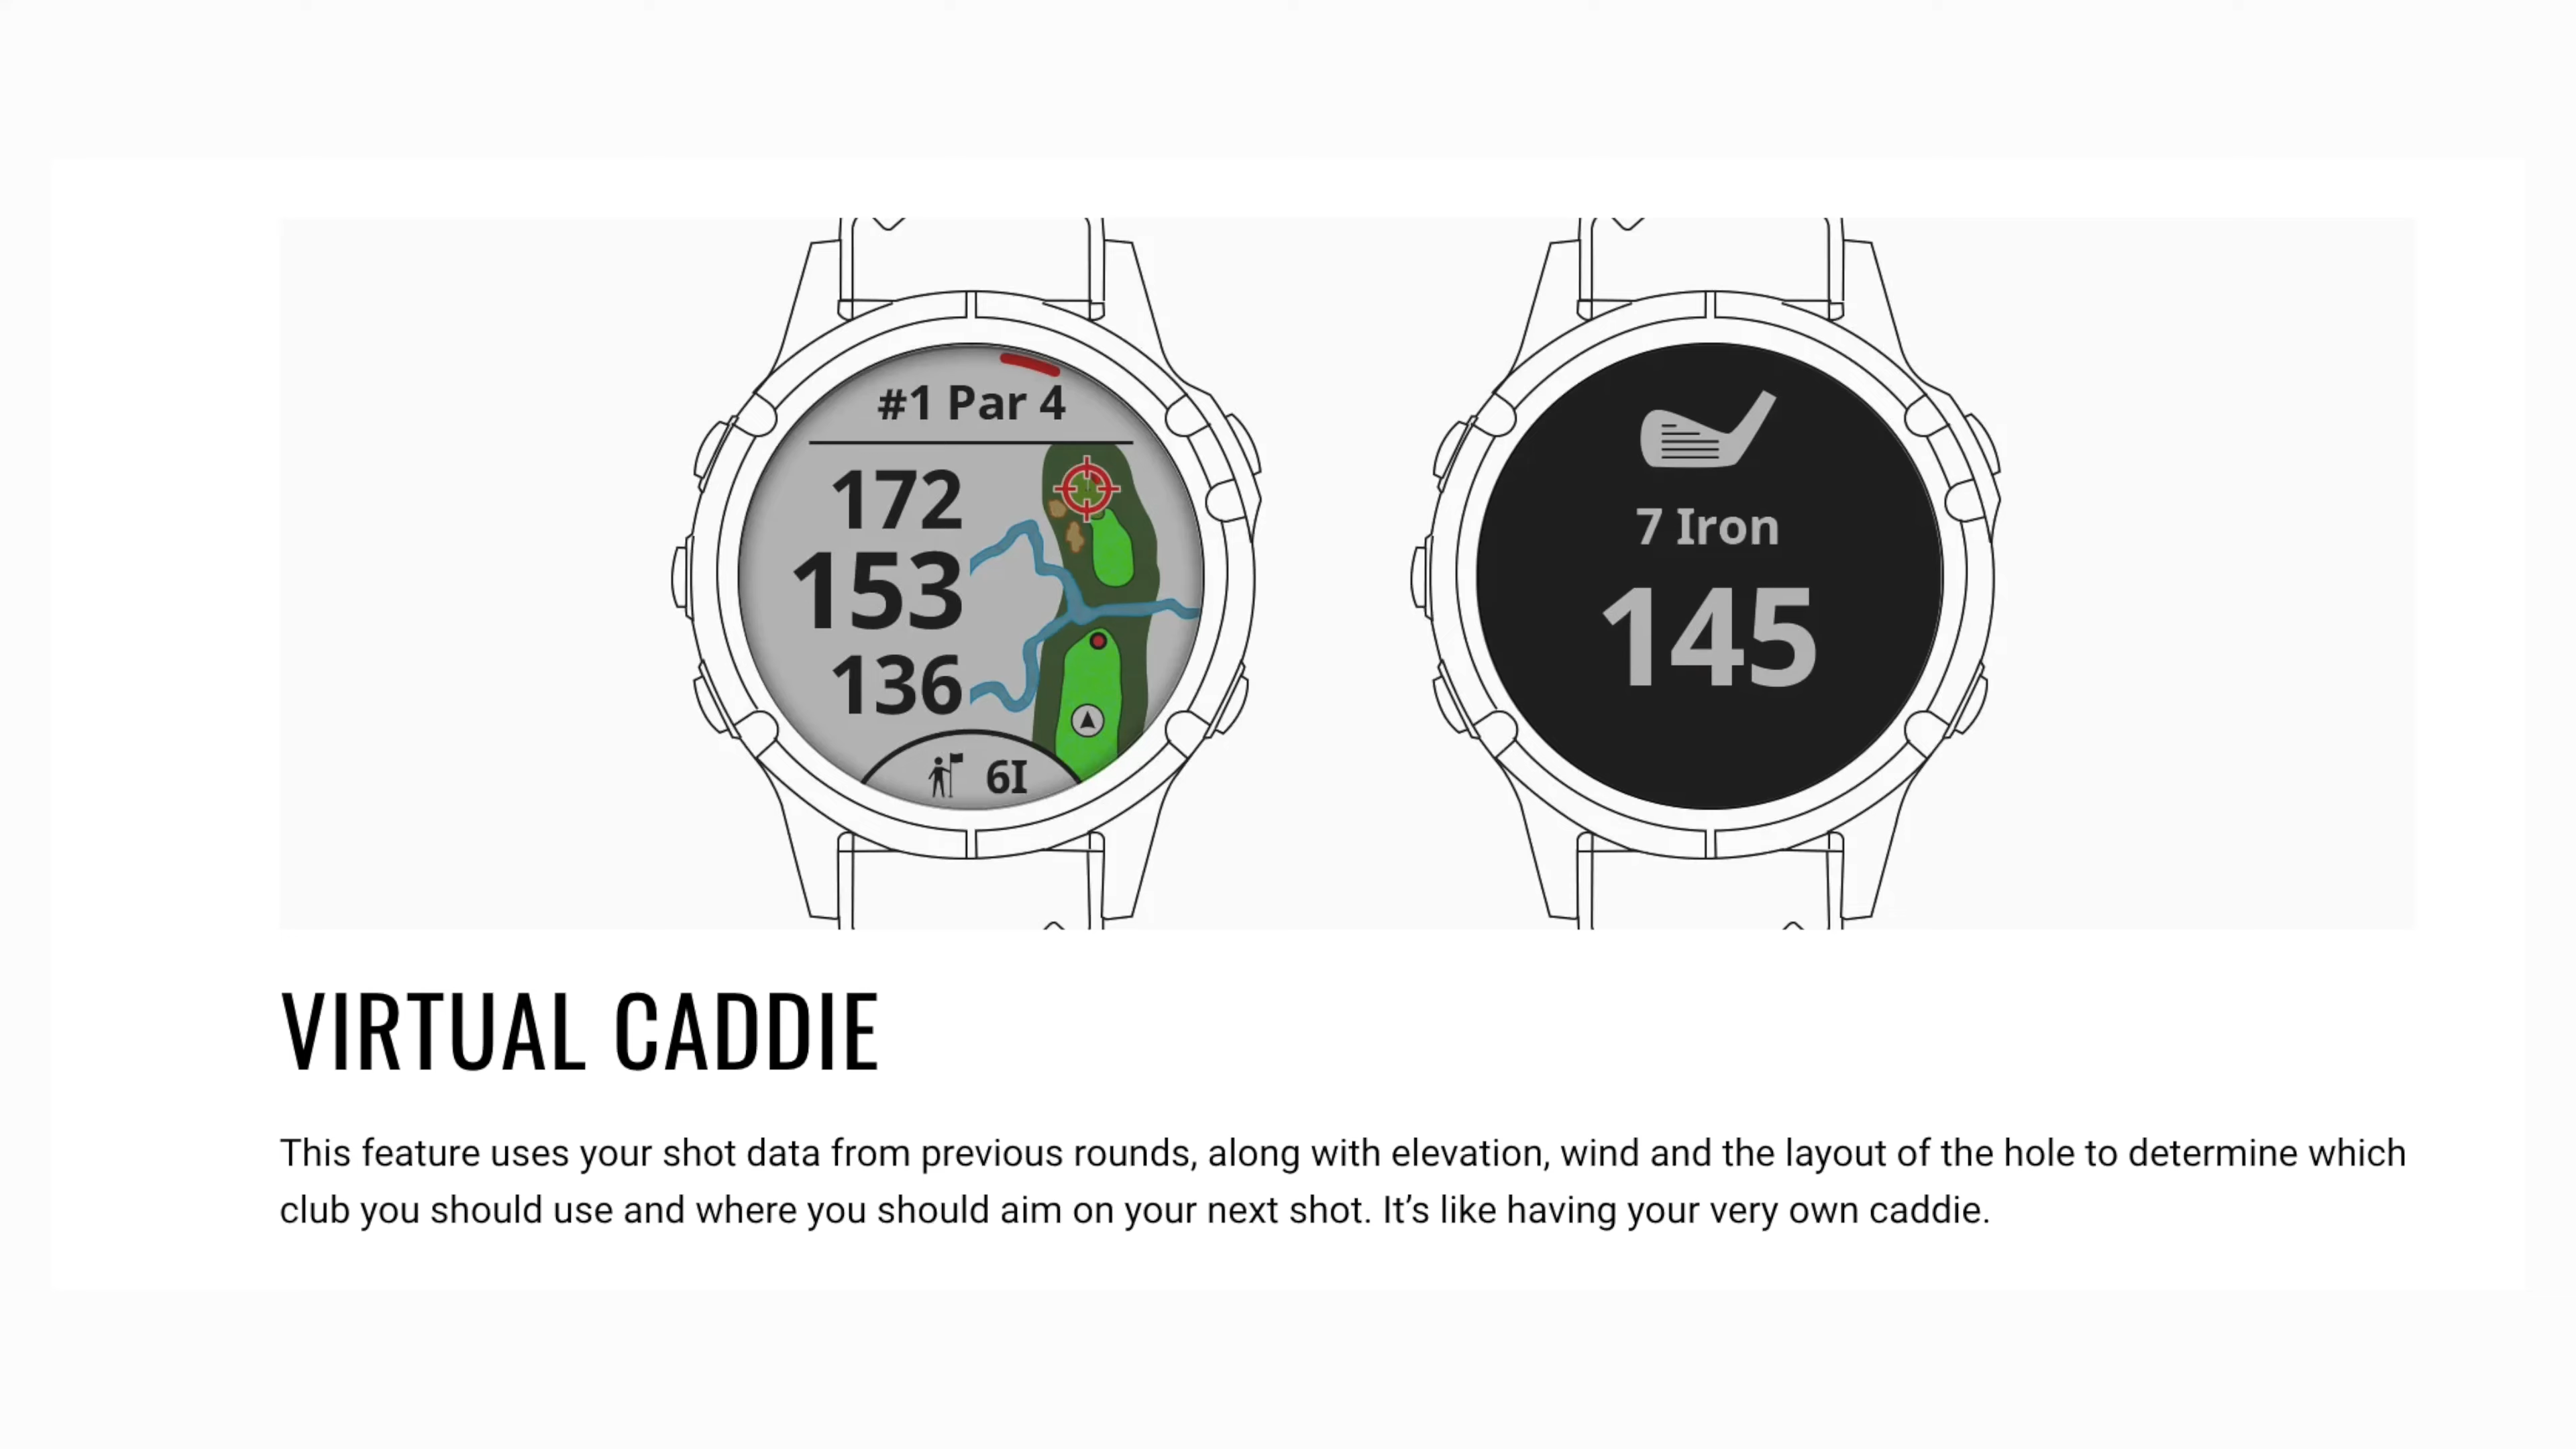 #1 Par 4
172
153
136
6I
7 Iron
145
VIRTUAL CADDIE
This feature uses your shot data from previous rounds, along with elevation, wind and the layout of the hole to determine which
club you should use and where you should aim on your next shot. It’s like having your very own caddie.